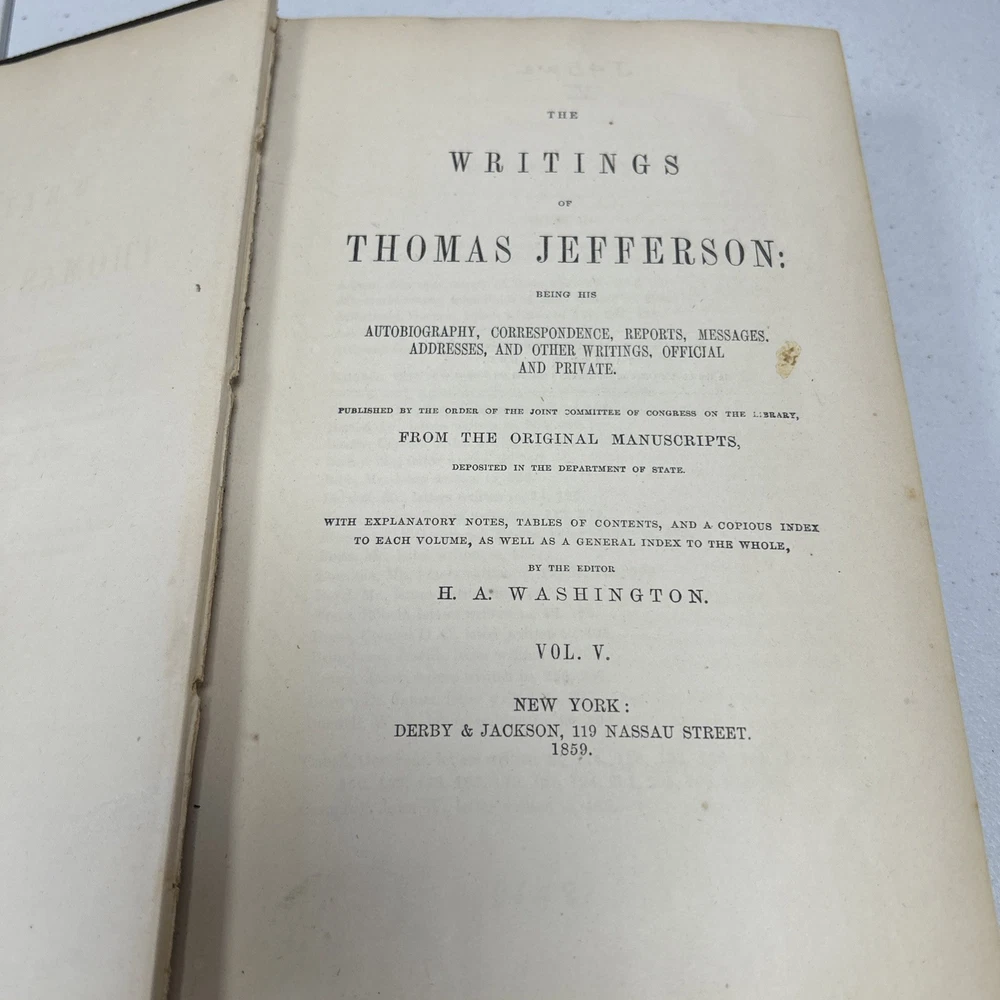 THE
WRITINGS
OF
THOMAS JEFFERSON:
BEING HIS
AUTOBIOGRAPHY, CORRESPONDENCE, REPORTS, MESSAGES,
ADDRESSES, AND OTHER WRITINGS, OFFICIAL
AND PRIVATE.
PUBLISHED BY THE ORDER OF THE JOINT COMMITTEE OF CONGRESS ON THE LIBRARY,
FROM THE ORIGINAL MANUSCRIPTS,
DEPOSITED IN THE DEPARTMENT OF STATE.
WITH EXPLANATORY NOTES, TABLES OF CONTENTS, AND A COPIOUS INDEX
TO EACH VOLUME, AS WELL AS A GENERAL INDEX TO THE WHOLE,
BY THE EDITOR
H. A. WASHINGTON.
VOL. V.
NEW YORK:
DERBY & JACKSON, 119 NASSAU STREET.
1859.